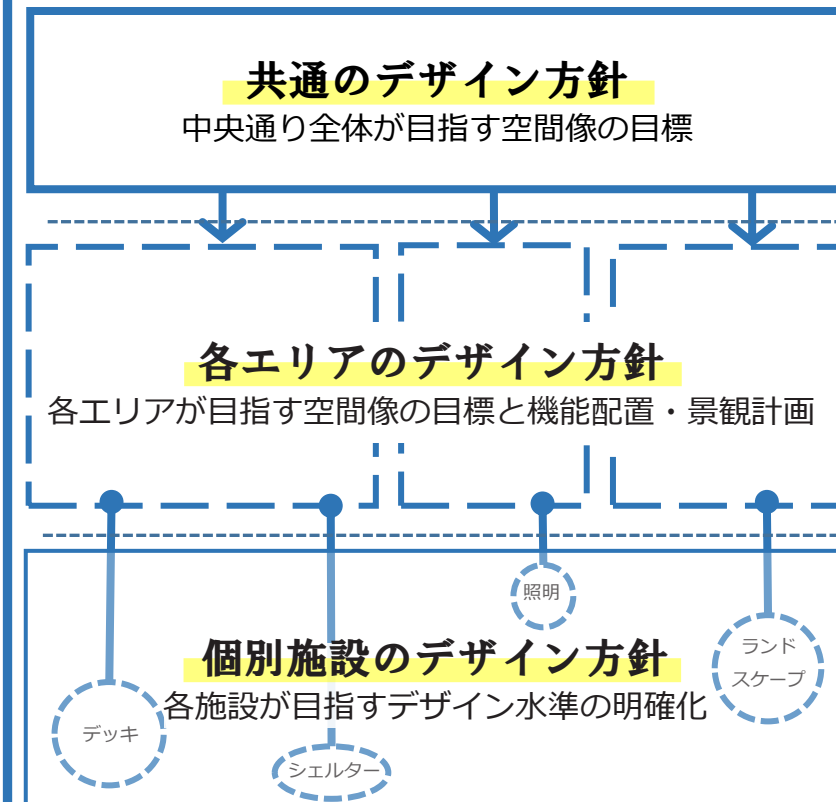 共通のデザイン方針
中央通り全体が目指す空間像の目標
各エリアのデザイン方針
各エリアが目指す空間像の目標と機能配置・景観計画
照明
個別施設のデザイン方針
ランド
スケープ
各施設が目指すデザイン水準の明確化
デッキ
シェルター